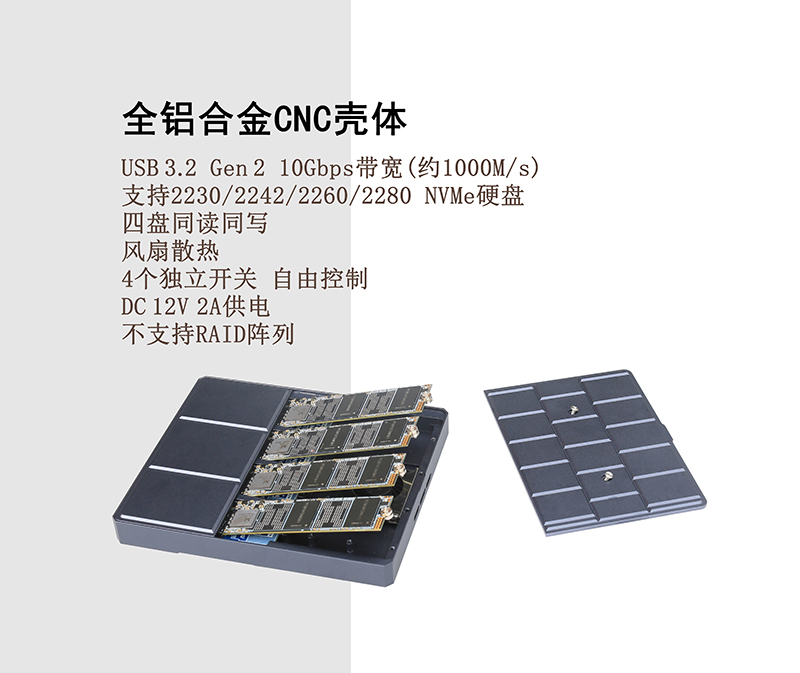 全铝合金CNC壳体
USB 3.2 Gen 2 10Gbps带宽(约1000M/s)
支持2230/2242/2260/2280 NVMe硬盘
四盘同读同写
风扇散热
4个独立开关 自由控制
DC 12V 2A供电
不支持RAID阵列